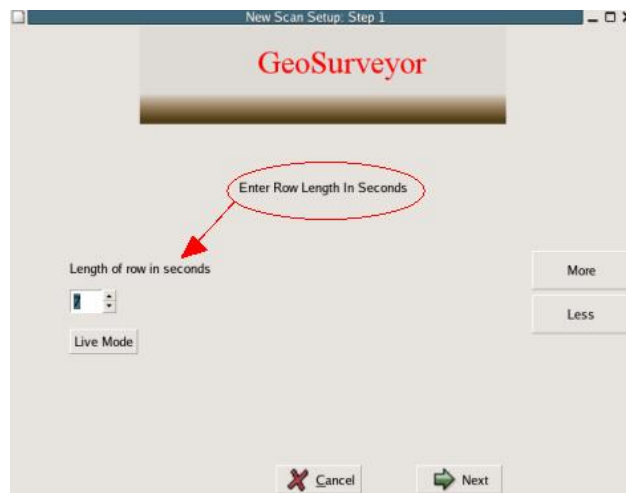 New Scan Setup: Step 1
GeoSurveyor
Enter Row Length In Seconds
Length of row in seconds
7
Live Mode
More
Less
Cancel
Next